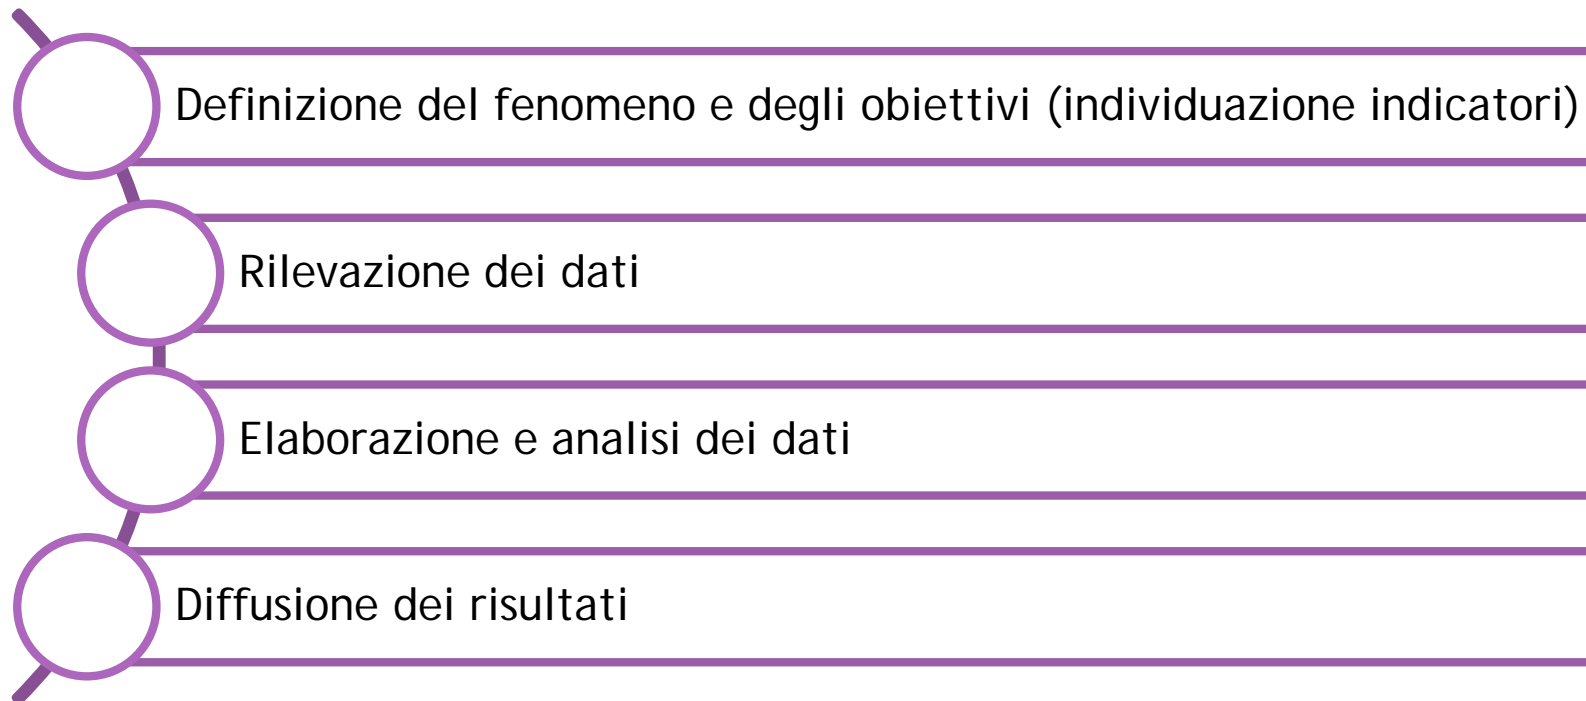 Definizione del fenomeno e degli obiettivi (individuazione indicatori)
Rilevazione dei dati
Elaborazione e analisi dei dati
Diffusione dei risultati